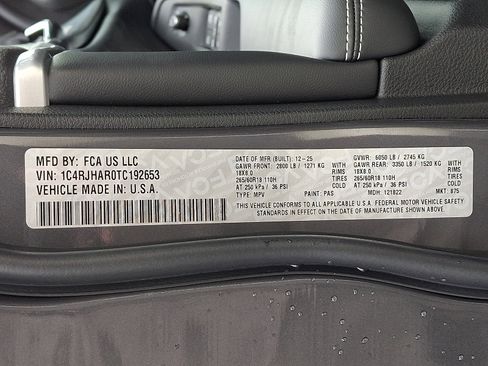 MFD BY: FCA US LLC
VIN: 1C4RJHAR0TC192653
VEHICLE MADE IN: U.S.A.
DATE OF MFR (BUILT): 12-25 GVWR: 6050 LB / 2745 KG
GAWR FRONT: 2800 LB / 1271 KG WITH GAWR REAR: 3350 LB / 1520 KG WITH
18X8.0 RIMS 18X8.0 RIMS
265/60R18 110H TIRES 265/60R18 110H TIRES
AT 250 kPa / 36 PSI COLD AT 250 kPa / 36 PSI COLD
TYPE: MPV PAINT: PAS MDH: 121822 MKT: 875
THIS VEHICLE CONFORMS TO ALL APPLICABLE U.S.A. FEDERAL MOTOR VEHICLE SAFETY
STANDARDS IN EFFECT ON THE DATE OF MANUFACTURE SHOWN ABOVE.